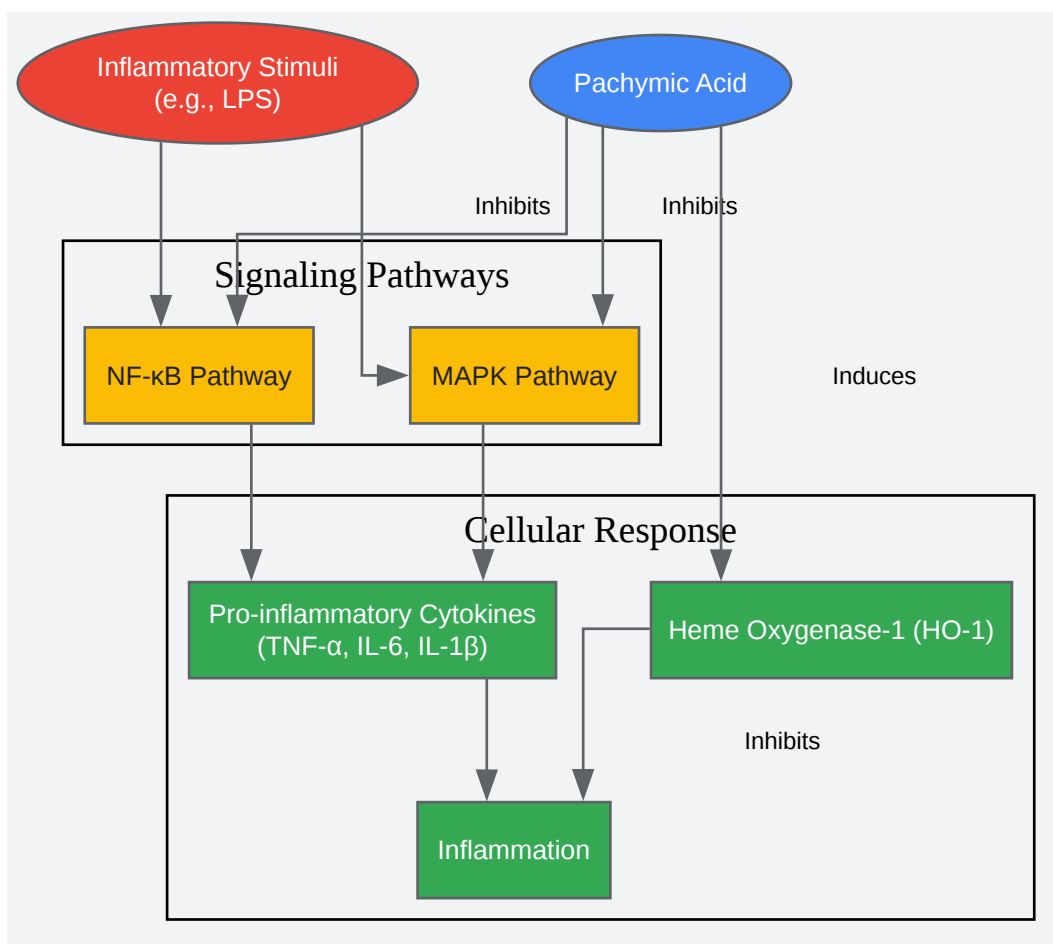 Inflammatory Stimuli
(e.g., LPS)
Pachymic Acid
Inhibits
Inhibits
Signaling Pathways
NF-κB Pathway
MAPK Pathway
Induces
Cellular Response
Pro-inflammatory Cytokines
(TNF-α, IL-6, IL-1β)
Heme Oxygenase-1 (HO-1)
Inhibits
Inflammation